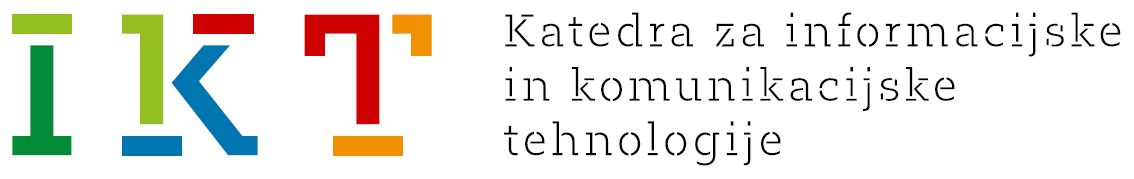 IKT
Katedra za informacijske
in komunikacijske
tehnologije